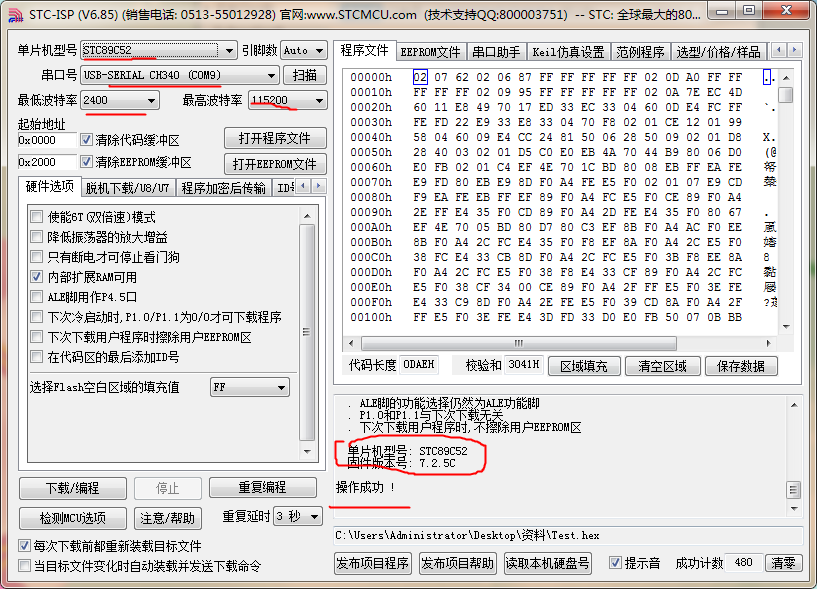 STC-ISP (V6.85) (销售电话: 0513-55012928) 官网:www.STCMCU.com (技术支持QQ:800003751) -- STC: 全球最大的80...
单片机型号 STC89C52 引脚数 Auto
串口号 USB-SERIAL CH340 (COM9) 扫描
最低波特率 2400 最高波特率 115200
起始地址
0x0000 清除代码缓冲区 打开程序文件
0x2000 清除EEPROM缓冲区 打开EEPROM文件
硬件选项 脱机下载/U8/U7 程序加密后传输 ID号
使能6T(双倍速)模式
降低振荡器的放大增益
只有断电才可停止看门狗
内部扩展RAM可用
ALE脚用作P4.5口
下次冷启动时,P1.0/P1.1为0/0才可下载程序
下次下载用户程序时擦除用户EEPROM区
在代码区的最后添加ID号
选择Flash空白区域的填充值 FF
下载/编程 停止 重复编程
检测MCU选项 注意/帮助 重复延时 3 秒
每次下载前都重新装载目标文件
当目标文件变化时自动装载并发送下载命令
程序文件 EEPROM文件 串口助手 Keil仿真设置 范例程序 选型/价格/样品
00000h 02 07 62 02 06 87 FF FF FF FF FF 02 0D A0 FF FF ..
00010h FF FF FF 02 09 95 FF FF FF FF FF 02 0A 7E EC 4D
00020h 60 11 E8 49 70 17 ED 33 EC 33 04 60 0D E4 FC FF `.
00030h FE FD 22 E9 33 E8 33 04 70 F8 02 01 CE 12 01 99
00040h 58 04 60 09 E4 CC 24 81 50 06 28 50 09 02 01 D8 X.
00050h 28 40 03 02 01 D5 C0 E0 EB 4A 70 44 B9 80 06 D0 (@
00060h E0 FB 02 01 C4 EF 4E 70 1C BD 80 08 EB FF EA FE
00070h E9 FD 80 EB E9 8D F0 A4 FE E5 F0 02 01 07 E9 CD
00080h F9 EA FE EB FF EF 89 F0 A4 FC E5 F0 CE 89 F0 A4
00090h 2E FF E4 35 F0 CD 89 F0 A4 2D FE E4 35 F0 80 67 .
000A0h EF 4E 70 05 BD 80 D7 80 C3 EF 8B F0 A4 AC F0 EE
000B0h 8B F0 A4 2C FC E4 35 F0 F8 EF 8A F0 A4 2C E5 F0
000C0h 38 FC E4 33 CB 8D F0 A4 2C FC E5 F0 3B F8 EE 8A 8
000D0h F0 A4 2C FC E5 F0 38 F8 E4 33 CF 89 F0 A4 2C FC
000E0h E5 F0 38 CF 34 00 CE 89 F0 A4 2F FF E5 F0 3E FE
000F0h E4 33 C9 8D F0 A4 2E FE E5 F0 39 CD 8A F0 A4 2F
00100h FF E5 F0 3E FE E4 3D FD 33 D0 E0 FB 50 07 0B BB
代码长度 0DAEH 校验和 3041H 区域填充 清空区域 保存数据
. ALE脚的功能选择仍然为ALE功能脚
. P1.0和P1.1与下次下载无关
. 下次下载用户程序时,不擦除用户EEPROM区
单片机型号: STC89C52
固件版本号: 7.2.5C
操作成功 !
C:\Users\Administrator\Desktop\资料\Test.hex
发布项目程序 发布项目帮助 读取本机硬盘号 提示音 成功计数 480 清零